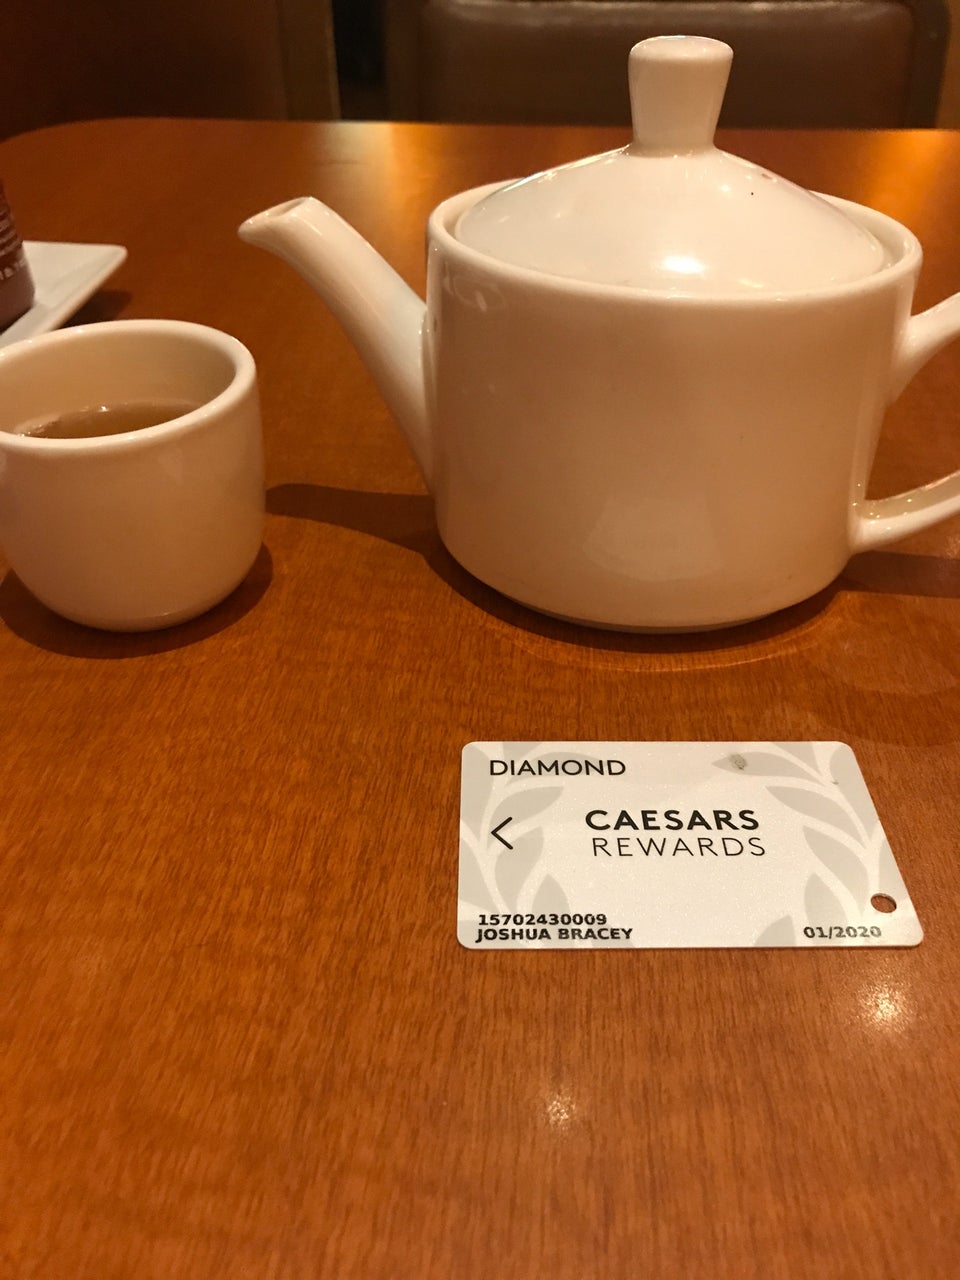 DIAMOND
CAESARS
REWARDS
15702430009
JOSHUA BRACEY
01/2020